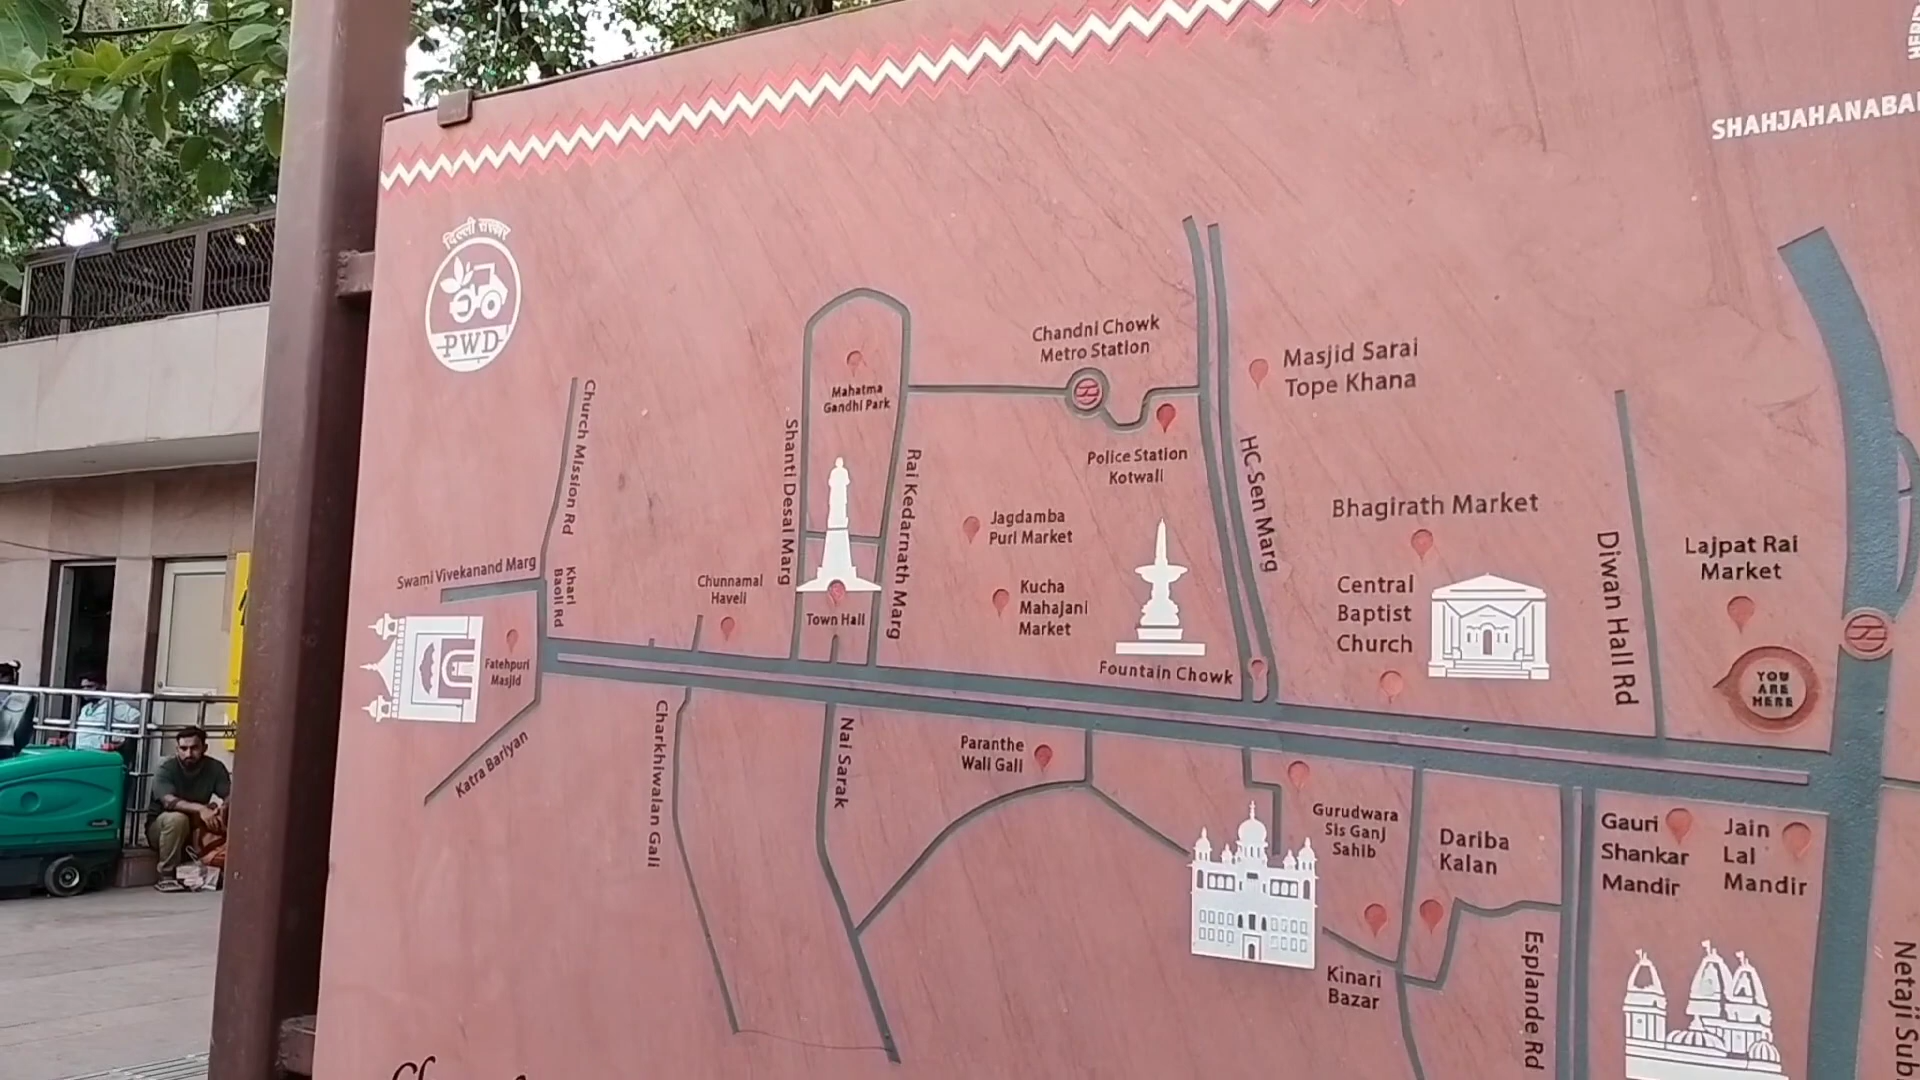 SHAHJAHANABA
दिल्ली सरकार
PWD
Chandni Chowk
Metro Station
Masjid Sarai
Tope Khana
Mahatma
Gandhi Park
Church Mission Rd
Shanti Desai Marg
Rai Kedarnath Marg
Police Station
Kotwali
HC Sen Marg
Bhagirath Market
Jagdamba
Puri Market
Diwan Hall Rd
Lajpat Rai
Market
Swami Vivekanand Marg
Khari
Baoli Rd
Chunnamal
Haveli
Kucha
Mahajani
Market
Central
Baptist
Church
Town Hall
Fatehpuri
Masjid
Fountain Chowk
YOU
ARE
HERE
Katra Bariyan
Charkhiwalan Gali
Nai Sarak
Paranthe
Wali Gali
Gurudwara
Sis Ganj
Sahib
Dariba
Kalan
Gauri
Shankar
Mandir
Jain
Lal
Mandir
Kinari
Bazar
Esplande Rd
Netaji Sub